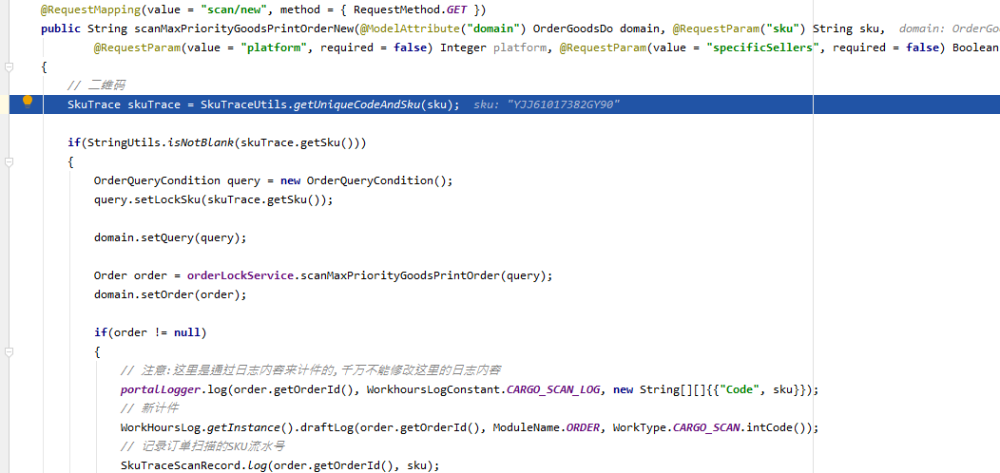 @RequestMapping(value = "scan/new", method = { RequestMethod.GET })
public String scanMaxPriorityGoodsPrintOrderNew(@ModelAttribute("domain") OrderGoodsDo domain, @RequestParam("sku") String sku, domain: OrderGo
@RequestParam(value = "platform", required = false) Integer platform, @RequestParam(value = "specificSellers", required = false) Boolean
{
// 二维码
SkuTrace skuTrace = SkuTraceUtils.getUniqueCodeAndSku(sku); sku: "YJJ61017382GY90"
if(StringUtils.isNotBlank(skuTrace.getSku()))
{
OrderQueryCondition query = new OrderQueryCondition();
query.setLockSku(skuTrace.getSku());
domain.setQuery(query);
Order order = orderLockService.scanMaxPriorityGoodsPrintOrder(query);
domain.setOrder(order);
if(order != null)
{
// 注意:这里是通过日志内容来计件的,千万不能修改这里的日志内容
portalLogger.log(order.getOrderId(), WorkhoursLogConstant.CARGO_SCAN_LOG, new String[][]{{"Code", sku}});
// 新计件
WorkHoursLog.getInstance().draftLog(order.getOrderId(), ModuleName.ORDER, WorkType.CARGO_SCAN.intCode());
// 记录订单扫描的SKU流水号
SkuTraceScanRecord.log(order.getOrderId(), sku);